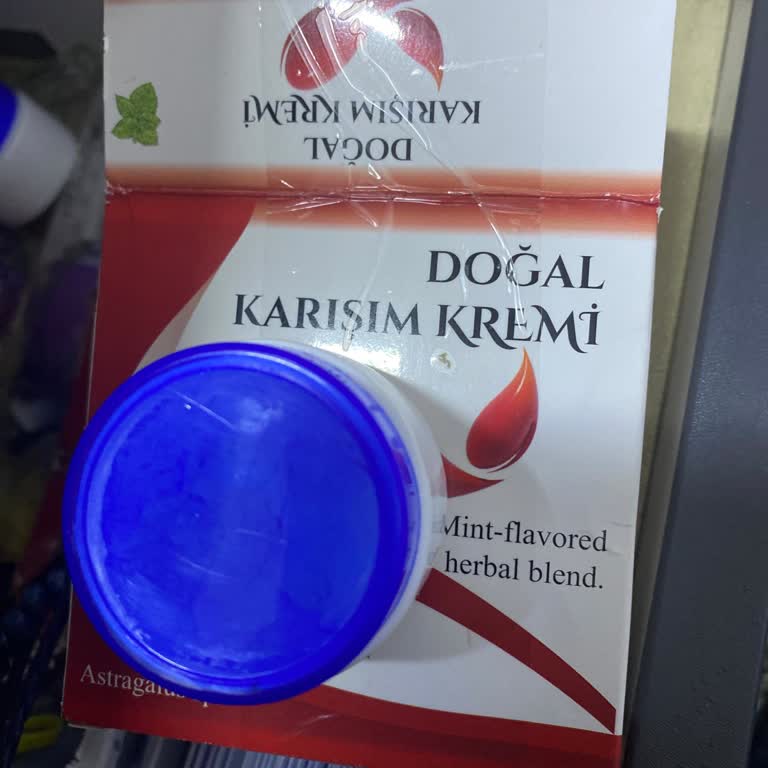 DOĞAL
KARIŞIM KREMİ
DOĞAL
KARIŞIM KREMİ
Mint-flavored
herbal blend.